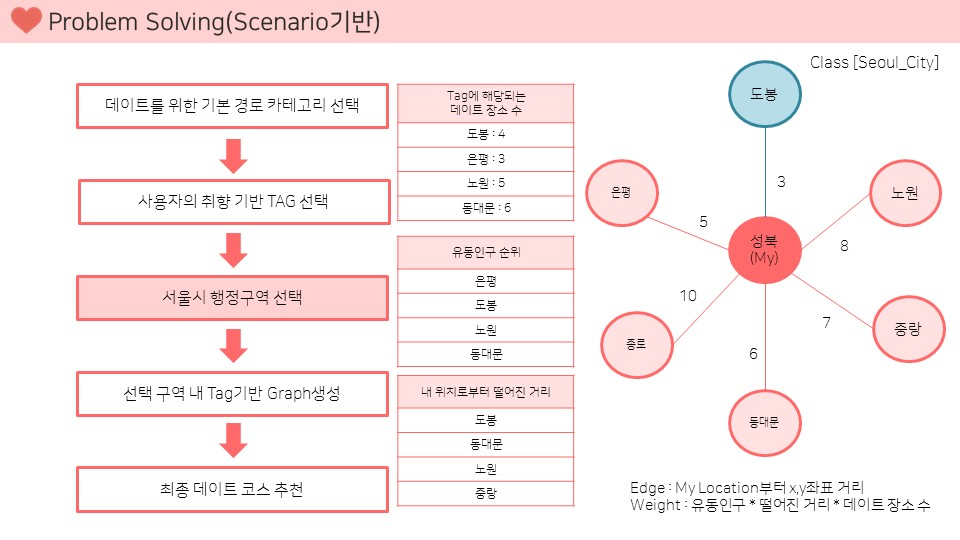 Problem Solving(Scenario기반)
데이트를 위한 기본 경로 카테고리 선택
사용자의 취향 기반 TAG 선택
서울시 행정구역 선택
선택 구역 내 Tag기반 Graph생성
최종 데이트 코스 추천
Tag에 해당되는
데이트 장소 수
도봉 : 4
은평 : 3
노원 : 5
동대문 : 6
유동인구 순위
은평
도봉
노원
동대문
내 위치로부터 떨어진 거리
도봉
동대문
노원
중랑
Class [Seoul_City]
도봉
은평
노원
3
5
8
성북
(My)
10
7
6
종로
중랑
동대문
Edge : My Location부터 x,y좌표 거리
Weight : 유동인구 * 떨어진 거리 * 데이트 장소 수